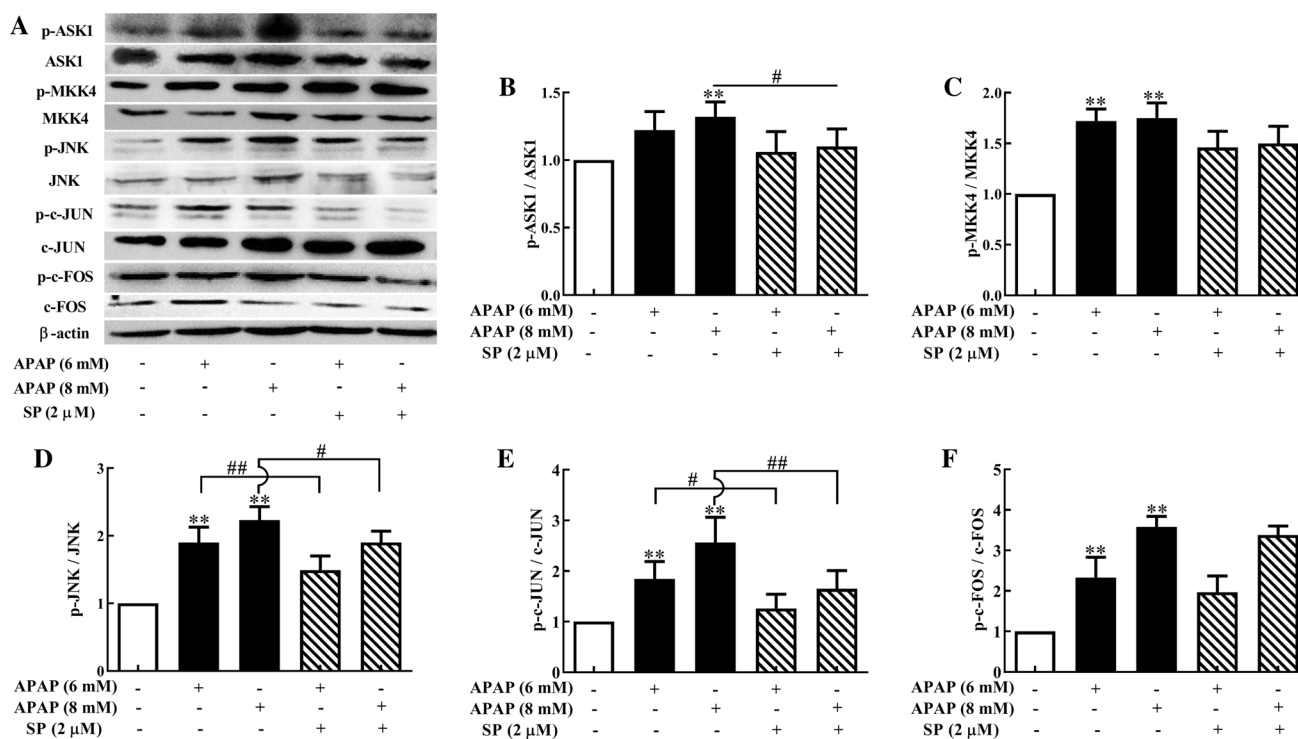 A
p-ASK1
ASK1
p-MKK4
MKK4
p-JNK
JNK
p-c-JUN
c-JUN
p-c-FOS
c-FOS
β-actin
APAP (6 mM) - + - + -
APAP (8 mM) - - + - +
SP (2 μM) - - - + +
B
p-ASK1 / ASK1
1.5
1.0
0.5
0.0
**
#
APAP (6 mM) - + - + -
APAP (8 mM) - - + - +
SP (2 μM) - - - + +
C
p-MKK4 / MKK4
2.0
1.5
1.0
0.5
0.0
** **
APAP (6 mM) - + - + -
APAP (8 mM) - - + - +
SP (2 μM) - - - + +
D
p-JNK / JNK
3
2
1
0
** **
## #
APAP (6 mM) - + - + -
APAP (8 mM) - - + - +
SP (2 μM) - - - + +
E
p-c-JUN / c-JUN
4
3
2
1
0
** **
# ##
APAP (6 mM) - + - + -
APAP (8 mM) - - + - +
SP (2 μM) - - - + +
F
p-c-FOS / c-FOS
5
4
3
2
1
0
** **
APAP (6 mM) - + - + -
APAP (8 mM) - - + - +
SP (2 μM) - - - + +